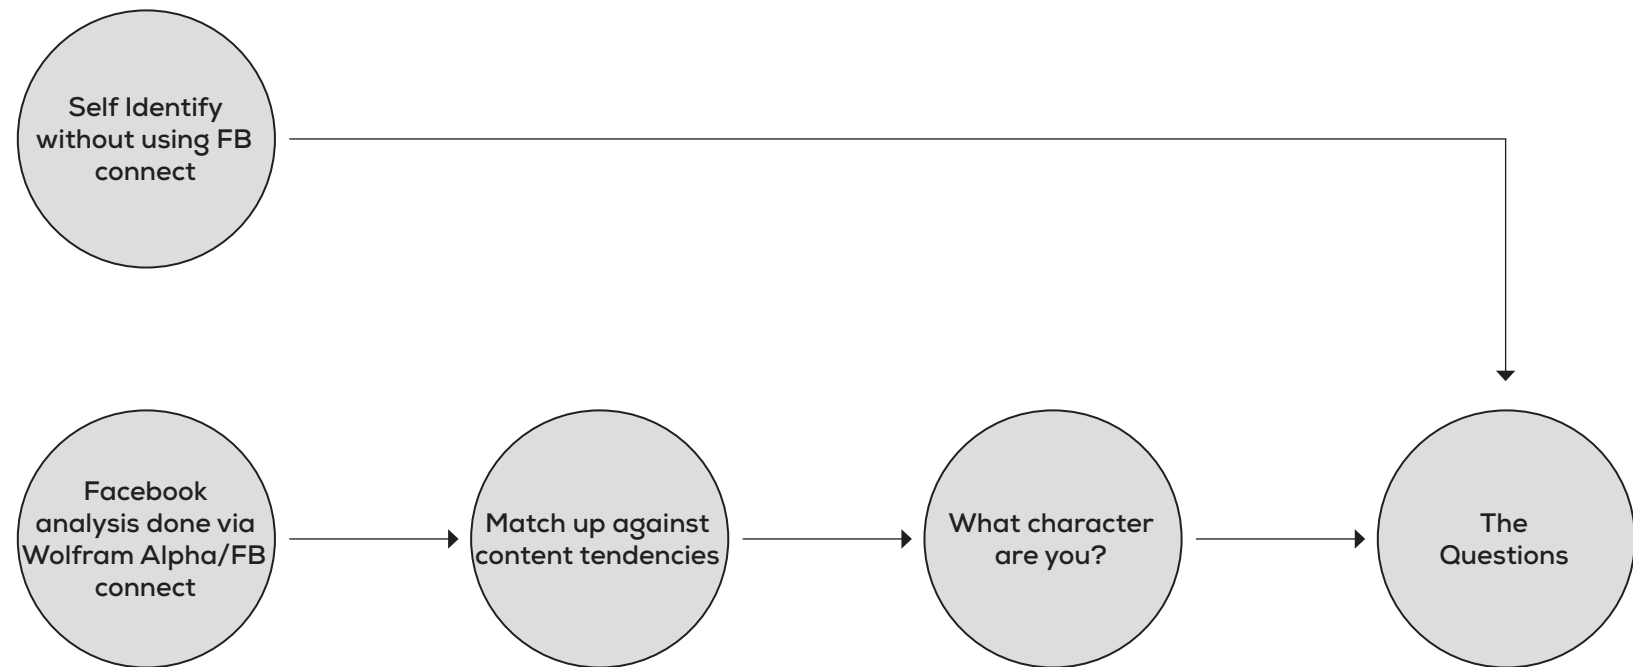 Self Identify
without using FB
connect
Facebook
analysis done via
Wolfram Alpha/FB
connect
Match up against
content tendencies
What character
are you?
The
Questions